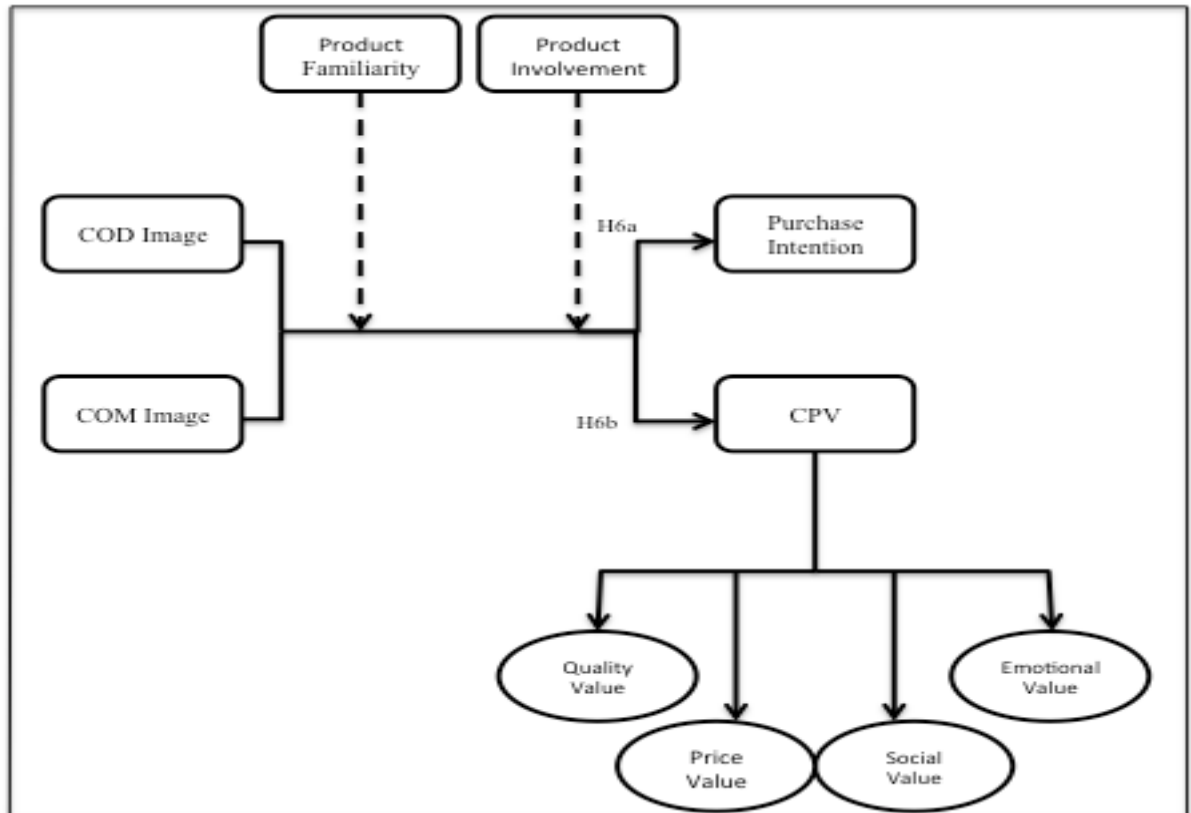 Product
Familiarity
Product
Involvement
COD Image
H6a
Purchase
Intention
COM Image
H6b
CPV
Quality
Value
Emotional
Value
Price
Value
Social
Value